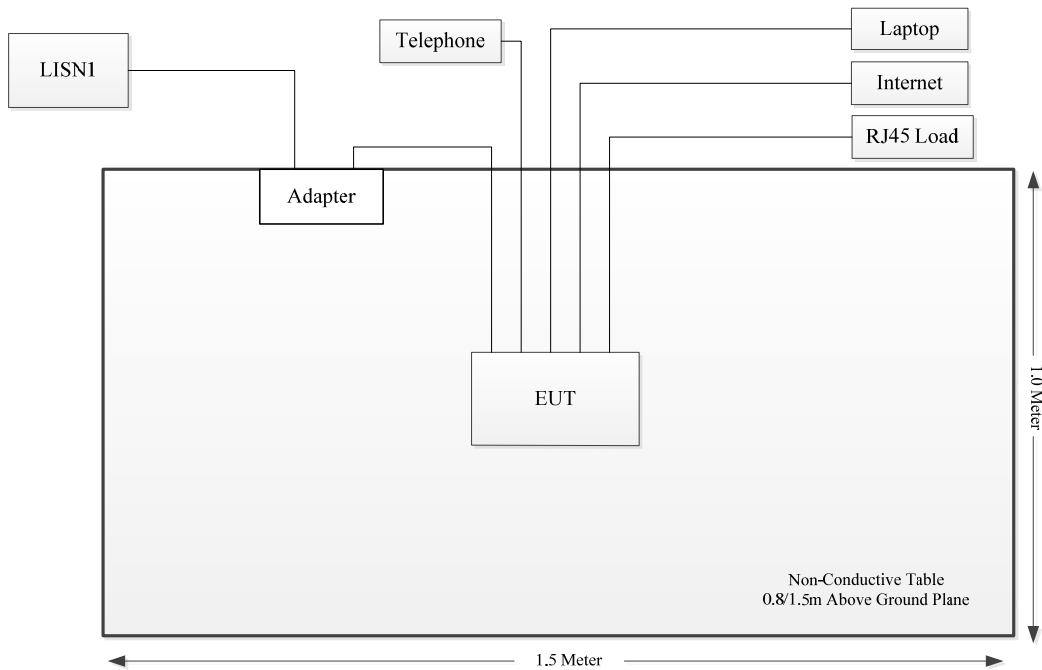 Telephone
Laptop
LISN1
Internet
RJ45 Load
Adapter
EUT
1.0 Meter
Non-Conductive Table
0.8/1.5m Above Ground Plane
1.5 Meter